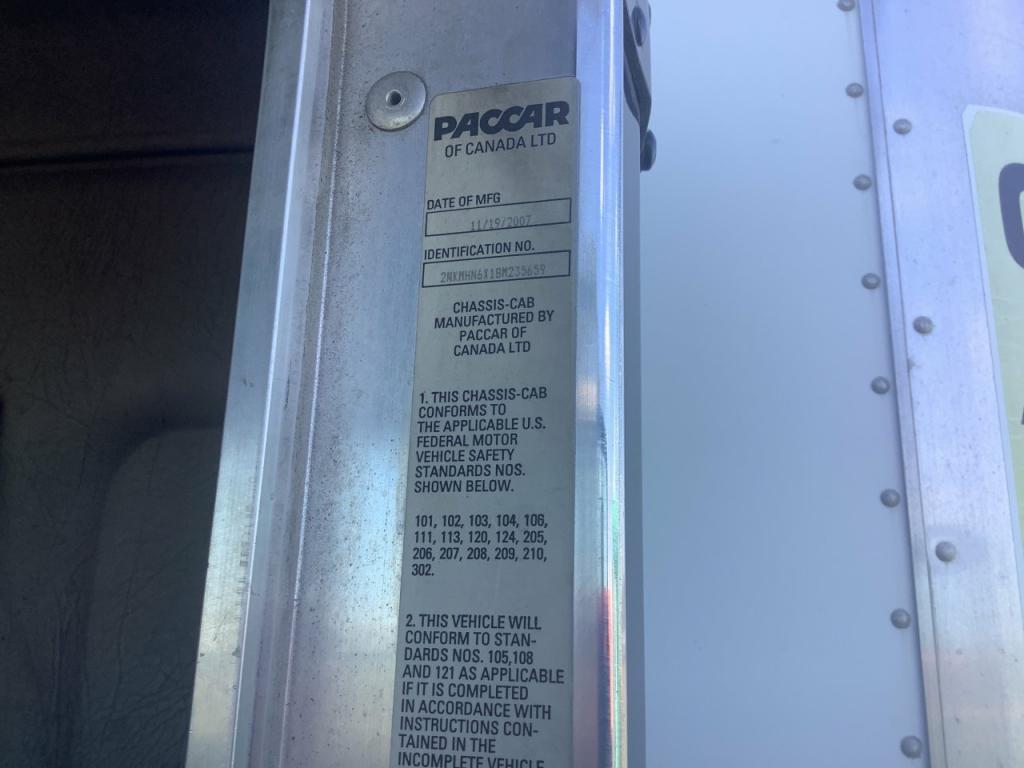 PACCAR
OF CANADA LTD
DATE OF MFG
11/19/2007
IDENTIFICATION NO.
2NKMHN6X18M235659
CHASSIS-CAB
MANUFACTURED BY
PACCAR OF
CANADA LTD
1. THIS CHASSIS-CAB
CONFORMS TO
THE APPLICABLE U.S.
FEDERAL MOTOR
VEHICLE SAFETY
STANDARDS NOS.
SHOWN BELOW.
101, 102, 103, 104, 106,
111, 113, 120, 124, 205,
206, 207, 208, 209, 210,
302.
2. THIS VEHICLE WILL
CONFORM TO STAN-
DARDS NOS. 105,108
AND 121 AS APPLICABLE
IF IT IS COMPLETED
IN ACCORDANCE WITH
INSTRUCTIONS CON-
TAINED IN THE
INCOMPLETE VEHICLE